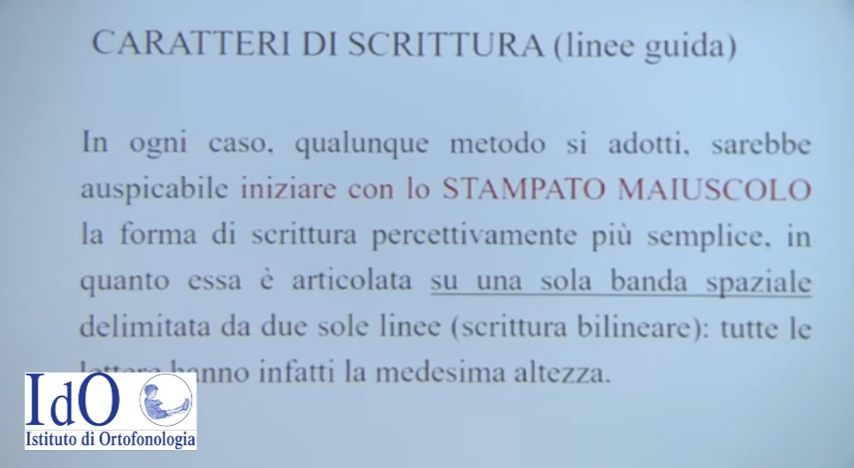 CARATTERI DI SCRITTURA (linee guida)
In ogni caso, qualunque metodo si adotti, sarebbe
auspicabile iniziare con lo STAMPATO MAIUSCOLO
la forma di scrittura percettivamente più semplice, in
quanto essa è articolata su una sola banda spaziale
delimitata da due sole linee (scrittura bilineare): tutte le
lettere hanno infatti la medesima altezza.
IdO
Istituto di Ortofonologia